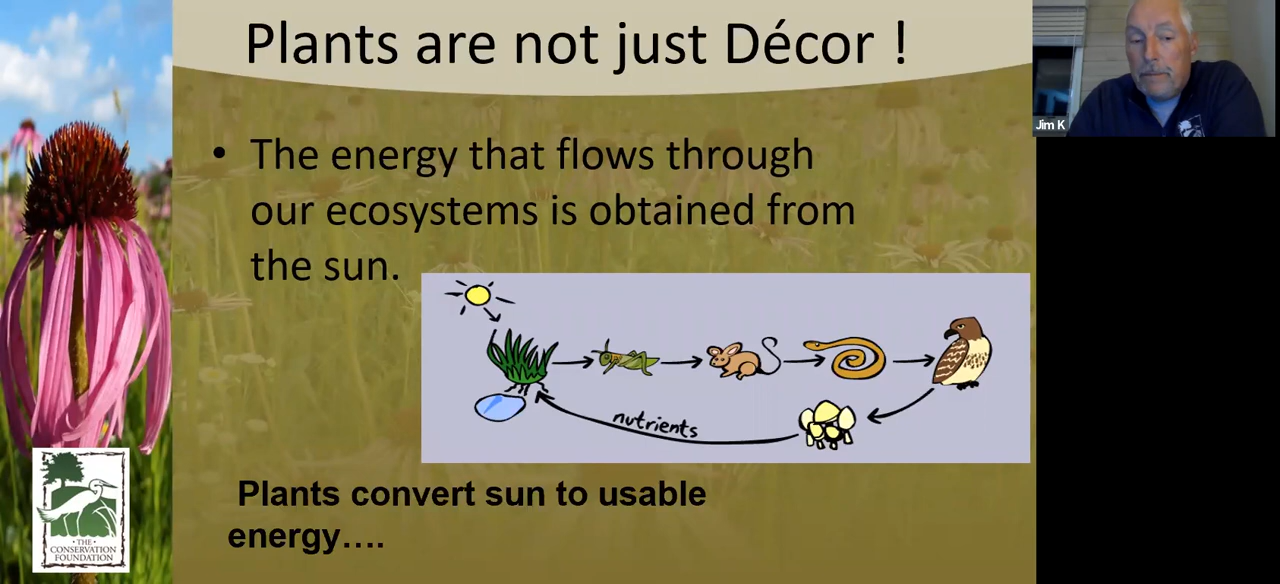 Plants are not just Décor !
Jim K
• The energy that flows through
our ecosystems is obtained from
the sun.
nutrients
Plants convert sun to usable
energy….
· THE ·
CONSERVATION
FOUNDATION